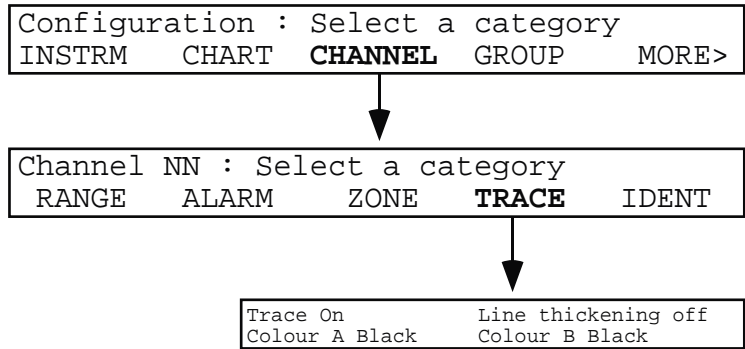 Configuration : Select a category
INSTRM CHART CHANNEL GROUP MORE>
Channel NN : Select a category
RANGE ALARM ZONE TRACE IDENT
Trace On Line thickening off
Colour A Black Colour B Black